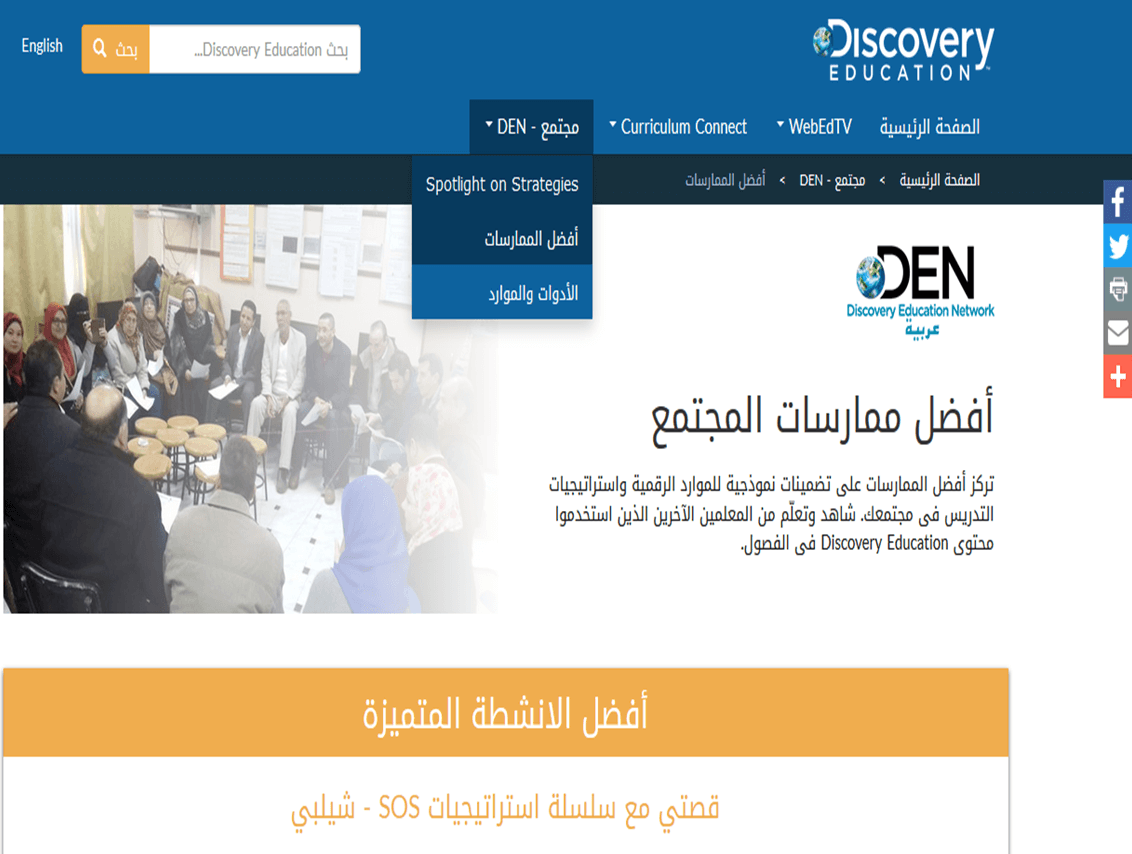 DISCOVERY
EDUCATION
بحث Discovery Education...
بحث
English
الصفحة الرئيسية
WebEdTV
Curriculum Connect
مجتمع - DEN
Spotlight on Strategies
أفضل الممارسات
الأدوات والموارد
الصفحة الرئيسية > مجتمع - DEN > أفضل الممارسات
DEN
Discovery Education Network
عربية
أفضل ممارسات المجتمع
تركز أفضل الممارسات على تضمينات نموذجية للموارد الرقمية واستراتيجيات
التدريس فى مجتمعك. شاهد وتعلّم من المعلمين الآخرين الذين استخدموا
محتوى Discovery Education فى الفصول.
أفضل الانشطة المتميزة
قصتي مع سلسلة استراتيجيات SOS - شيلبي